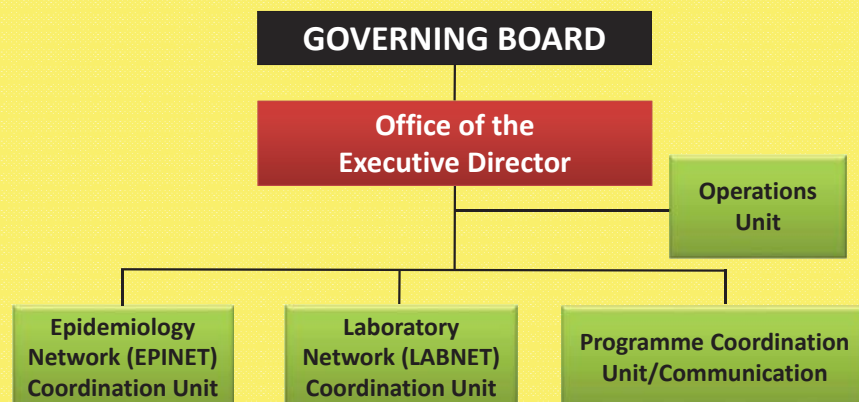 GOVERNING BOARD
Office of the
Executive Director
Operations
Unit
Epidemiology
Network (EPINET)
Coordination Unit
Laboratory
Network (LABNET)
Coordination Unit
Programme Coordination
Unit/Communication